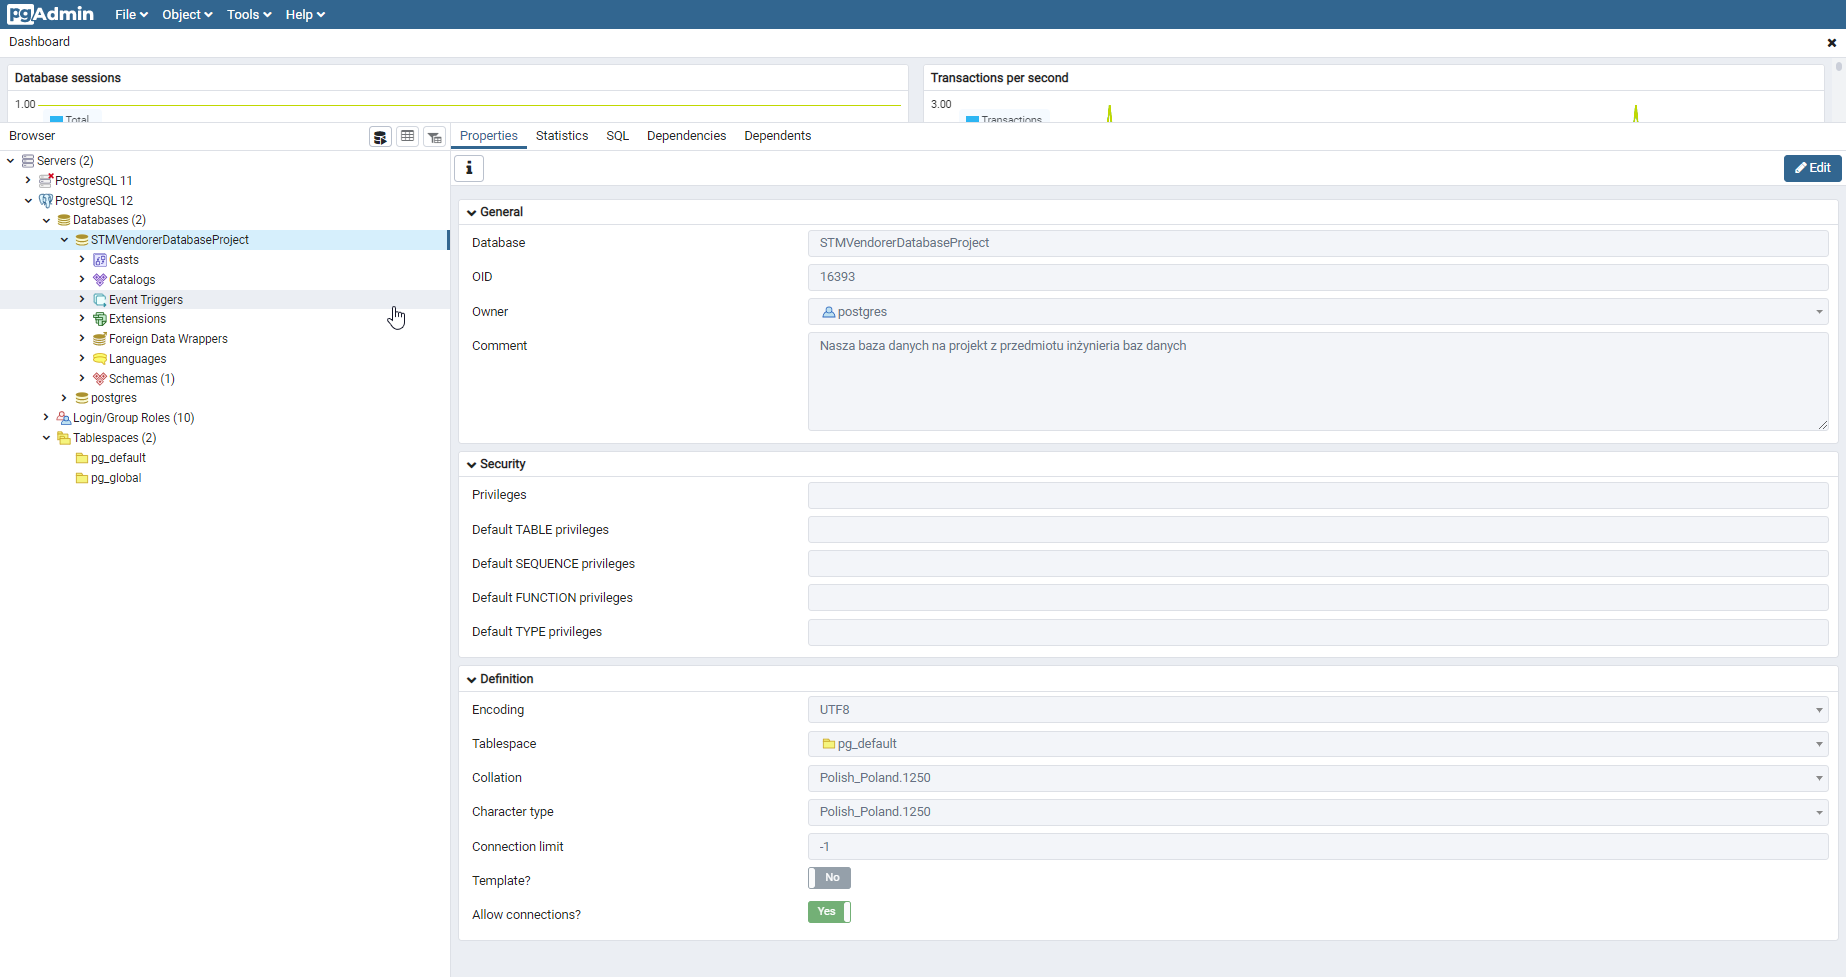 pgAdmin File Object Tools Help
Dashboard
Database sessions
1.00
Total
Transactions per second
3.00
Transactions
Browser
Servers (2)
PostgreSQL 11
PostgreSQL 12
Databases (2)
STMVendorerDatabaseProject
Casts
Catalogs
Event Triggers
Extensions
Foreign Data Wrappers
Languages
Schemas (1)
postgres
Login/Group Roles (10)
Tablespaces (2)
pg_default
pg_global
Properties Statistics SQL Dependencies Dependents
i
Edit
General
Database STMVendorerDatabaseProject
OID 16393
Owner postgres
Comment Nasza baza danych na projekt z przedmiotu inżynieria baz danych
Security
Privileges
Default TABLE privileges
Default SEQUENCE privileges
Default FUNCTION privileges
Default TYPE privileges
Definition
Encoding UTF8
Tablespace pg_default
Collation Polish_Poland.1250
Character type Polish_Poland.1250
Connection limit -1
Template? No
Allow connections? Yes